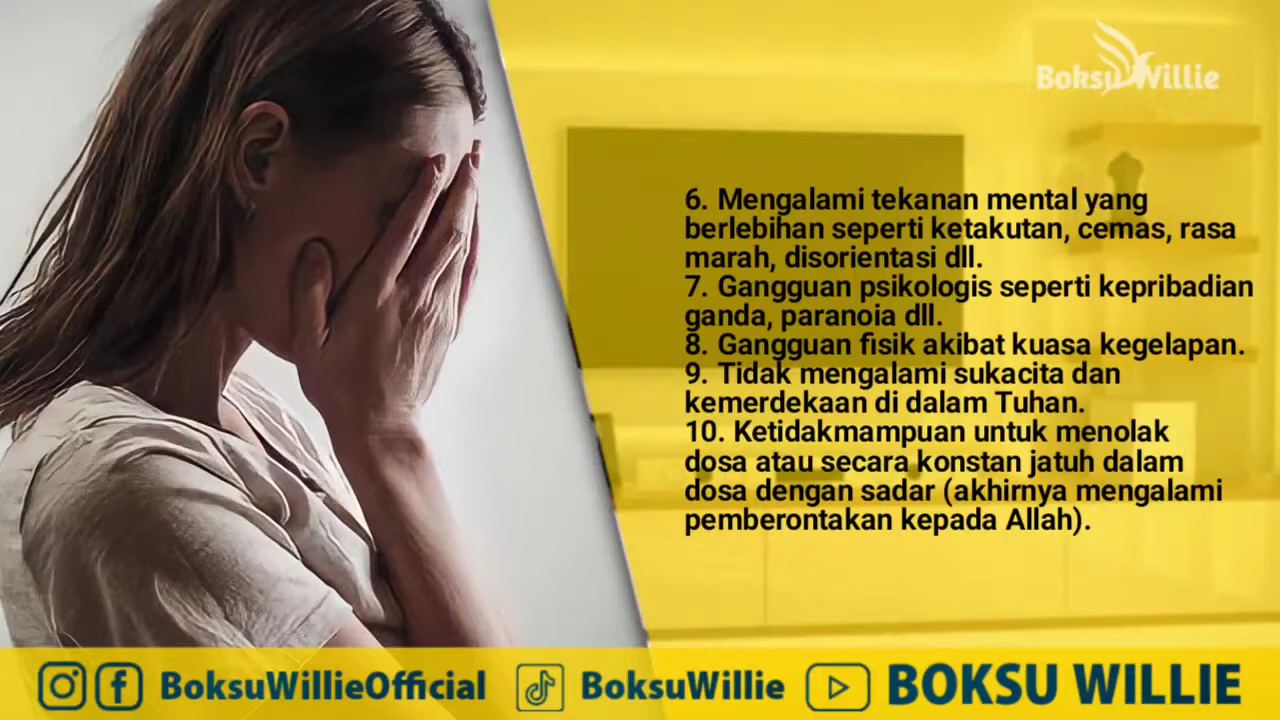 Boksu Willie
6. Mengalami tekanan mental yang
berlebihan seperti ketakutan, cemas, rasa
marah, disorientasi dll.
7. Gangguan psikologis seperti kepribadian
ganda, paranoia dll.
8. Gangguan fisik akibat kuasa kegelapan.
9. Tidak mengalami sukacita dan
kemerdekaan di dalam Tuhan.
10. Ketidakmampuan untuk menolak
dosa atau secara konstan jatuh dalam
dosa dengan sadar (akhirnya mengalami
pemberontakan kepada Allah).
BoksuWillieOfficial BoksuWillie BOKSU WILLIE